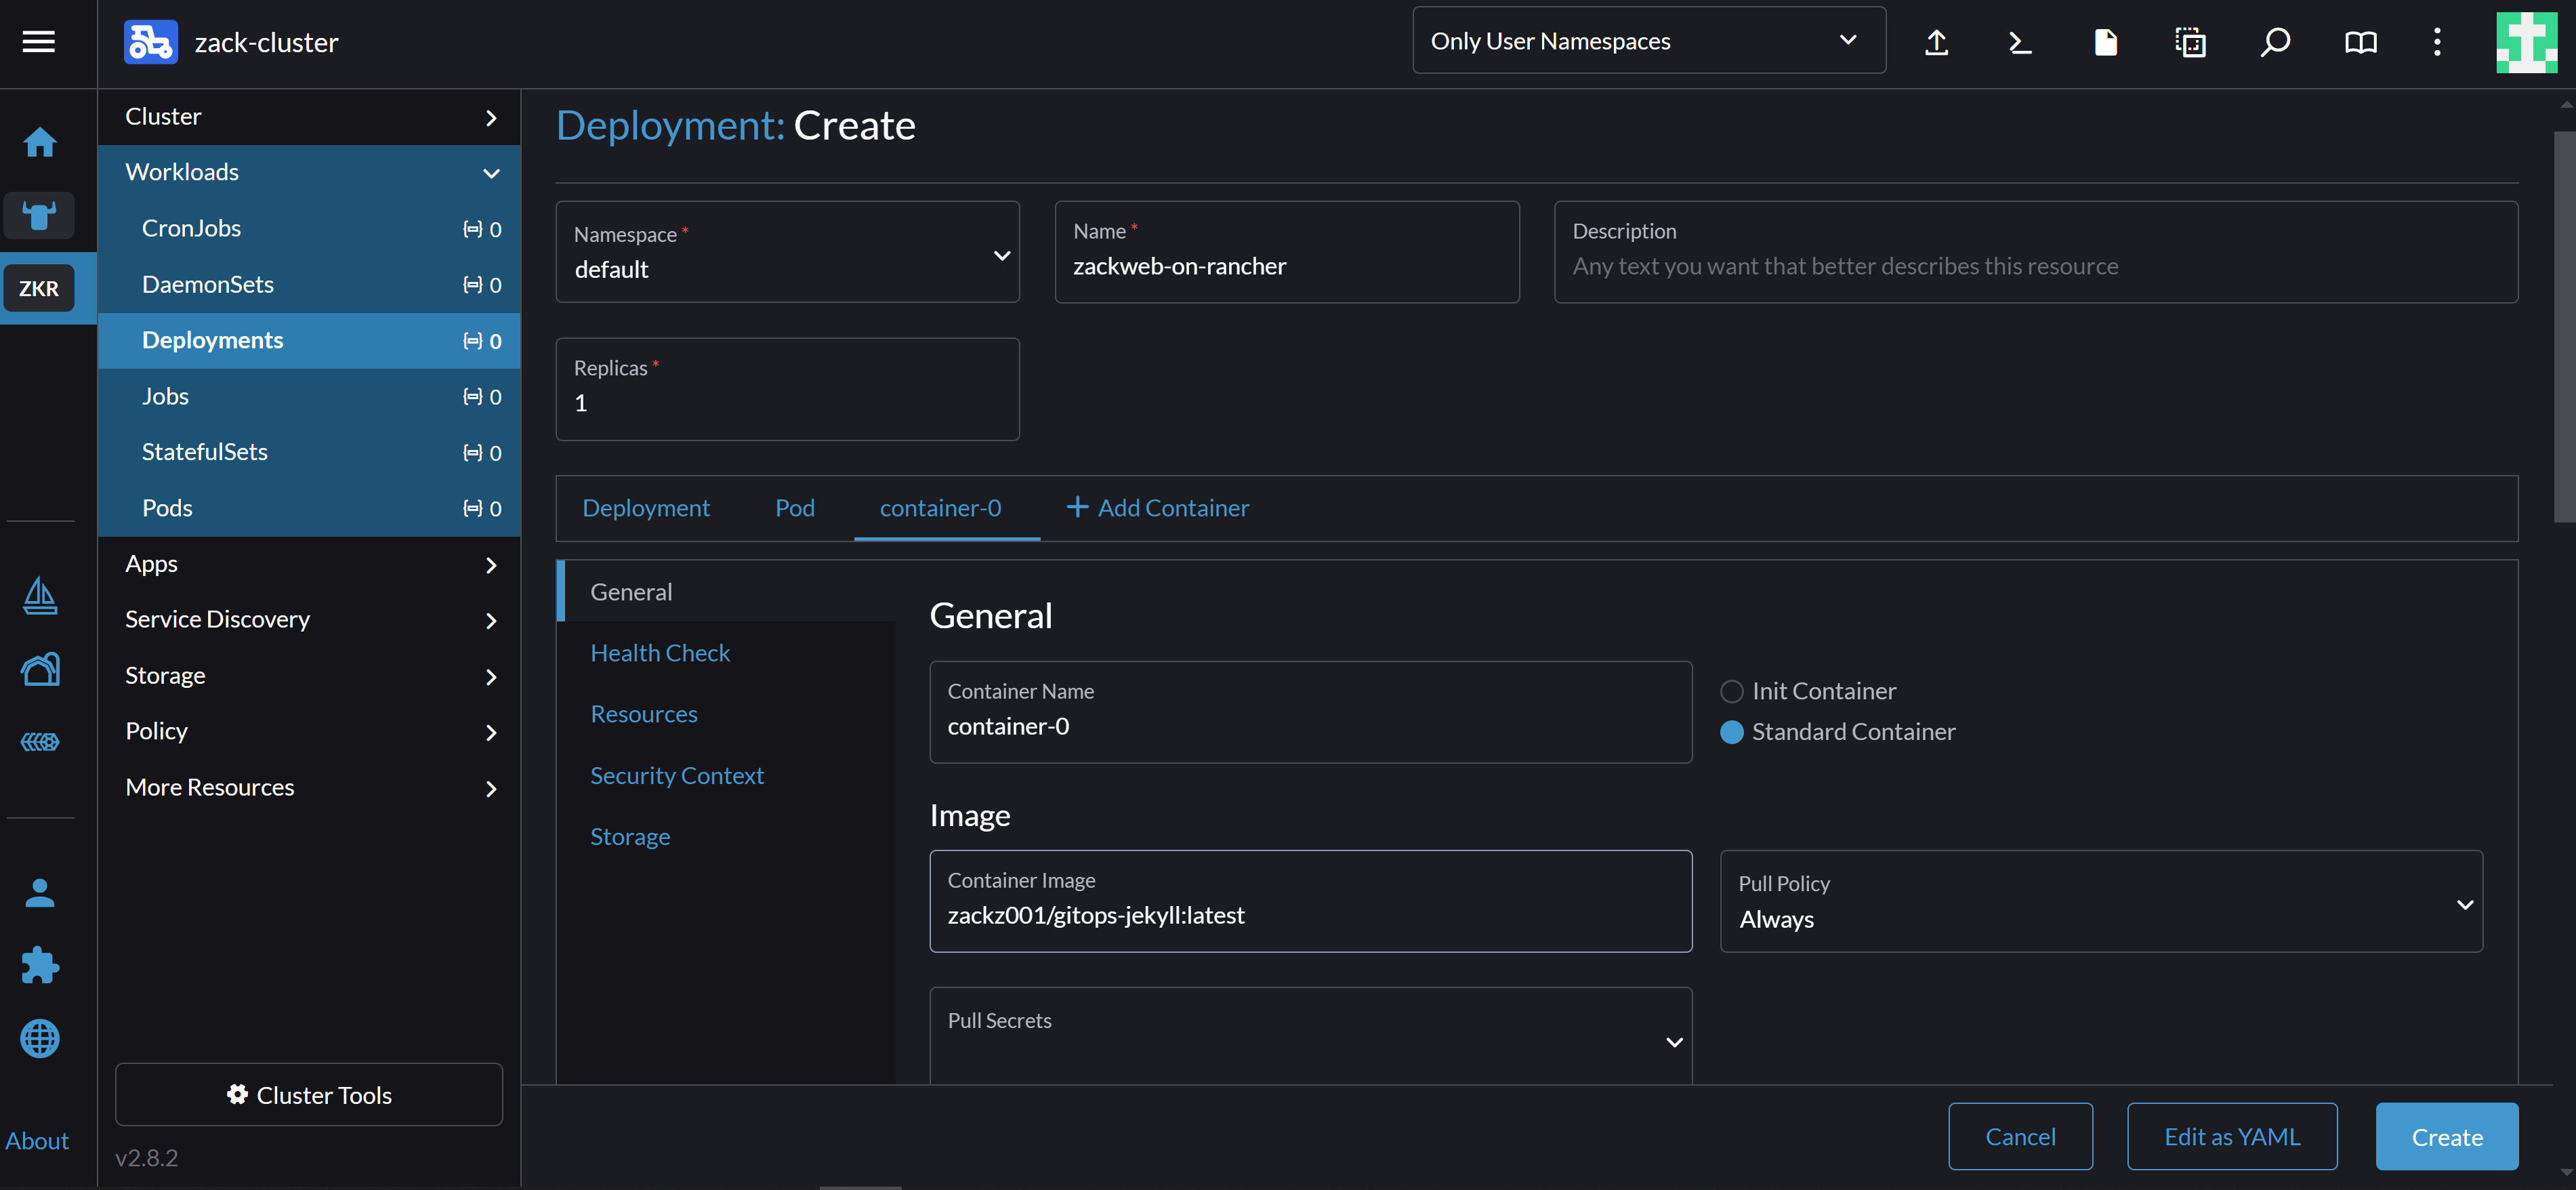 zack-cluster
Only User Namespaces
ZKR
About
Cluster
Workloads
CronJobs 0
DaemonSets 0
Deployments 0
Jobs 0
StatefulSets 0
Pods 0
Apps
Service Discovery
Storage
Policy
More Resources
Cluster Tools
v2.8.2
Deployment: Create
Namespace *
default
Name *
zackweb-on-rancher
Description
Any text you want that better describes this resource
Replicas *
1
Deployment Pod container-0 + Add Container
General
Health Check
Resources
Security Context
Storage
General
Container Name
container-0
Init Container
Standard Container
Image
Container Image
zackz001/gitops-jekyll:latest
Pull Policy
Always
Pull Secrets
Cancel Edit as YAML Create